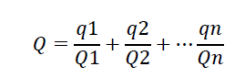 Q = q1/Q1 + q2/Q2 + ⋯ qn/Qn